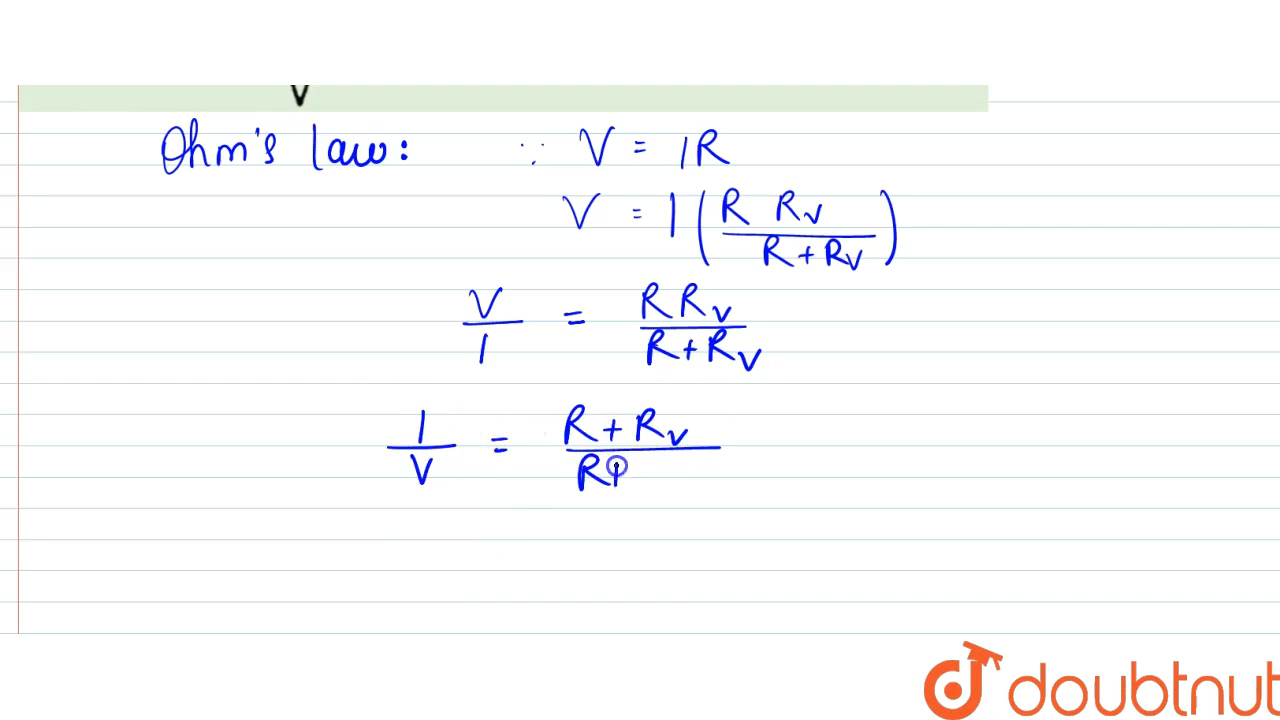 V
Ohm's law: ∵ V = IR
V = I (R Rv / R + Rv)
V / I = R Rv / R + Rv
I / V = R + Rv / R
doubtnut